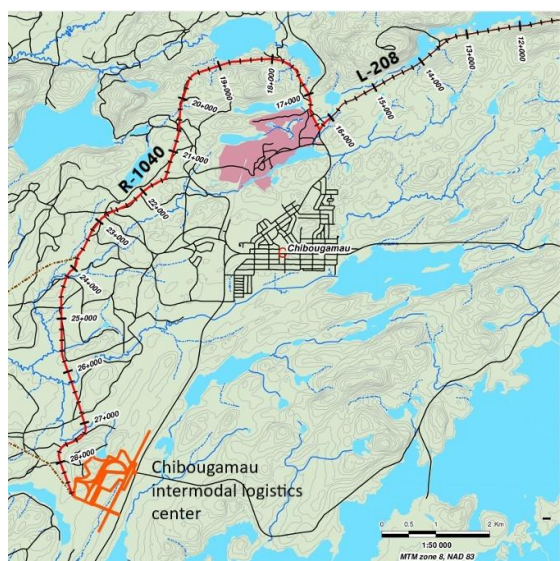 L-208
12+000
13+000
14+000
15+000
16+000
17+000
18+000
19+000
20+000
21+000
R-1040
22+000
23+000
24+000
25+000
26+000
27+000
28+000
Chibougamau
Chibougamau
intermodal logistics
center
0 0.5 1 2 Km
1:50 000
MTM zone 8, NAD 83